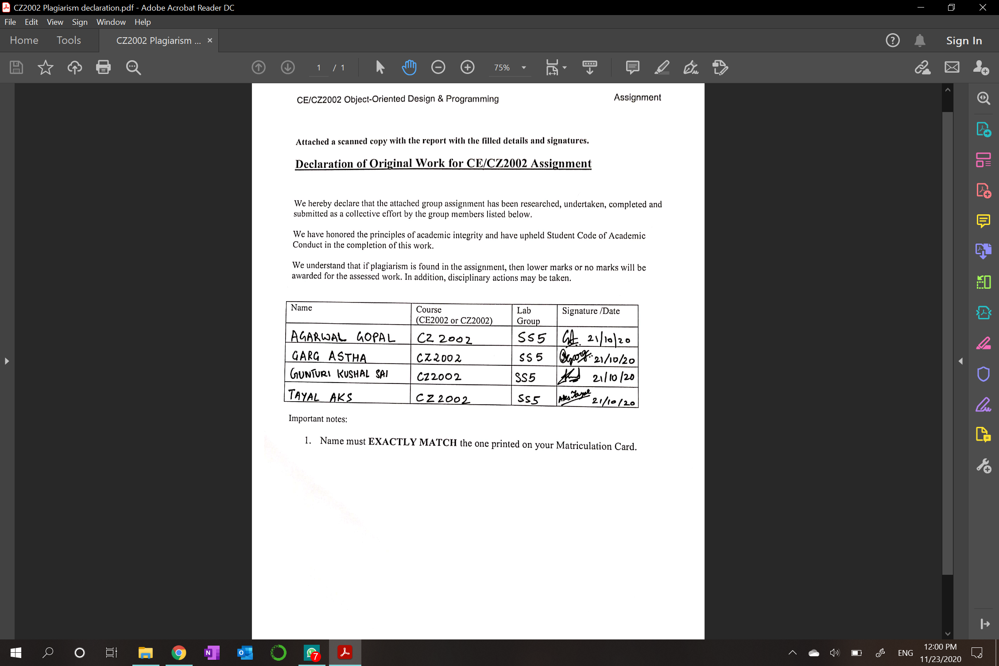 CZ2002 Plagiarism declaration.pdf - Adobe Acrobat Reader DC
File Edit View Sign Window Help
Home Tools CZ2002 Plagiarism ... × Sign In
1 / 1 75%
CE/CZ2002 Object-Oriented Design & Programming Assignment
Attached a scanned copy with the report with the filled details and signatures.
Declaration of Original Work for CE/CZ2002 Assignment
We hereby declare that the attached group assignment has been researched, undertaken, completed and
submitted as a collective effort by the group members listed below.
We have honored the principles of academic integrity and have upheld Student Code of Academic
Conduct in the completion of this work.
We understand that if plagiarism is found in the assignment, then lower marks or no marks will be
awarded for the assessed work. In addition, disciplinary actions may be taken.
Name Course Lab Signature /Date
(CE2002 or CZ2002) Group
AGARWAL GOPAL CZ 2002 SS5 GA 21/10/20
GARG ASTHA CZ2002 SS5 21/10/20
GUNTURI KUSHAL SAI CZ2002 SS5 21/10/20
TAYAL AKS CZ2002 SS5 Aks Tayal 21/10/20
Important notes:
1. Name must EXACTLY MATCH the one printed on your Matriculation Card.
7 ENG 12:00 PM
11/23/2020